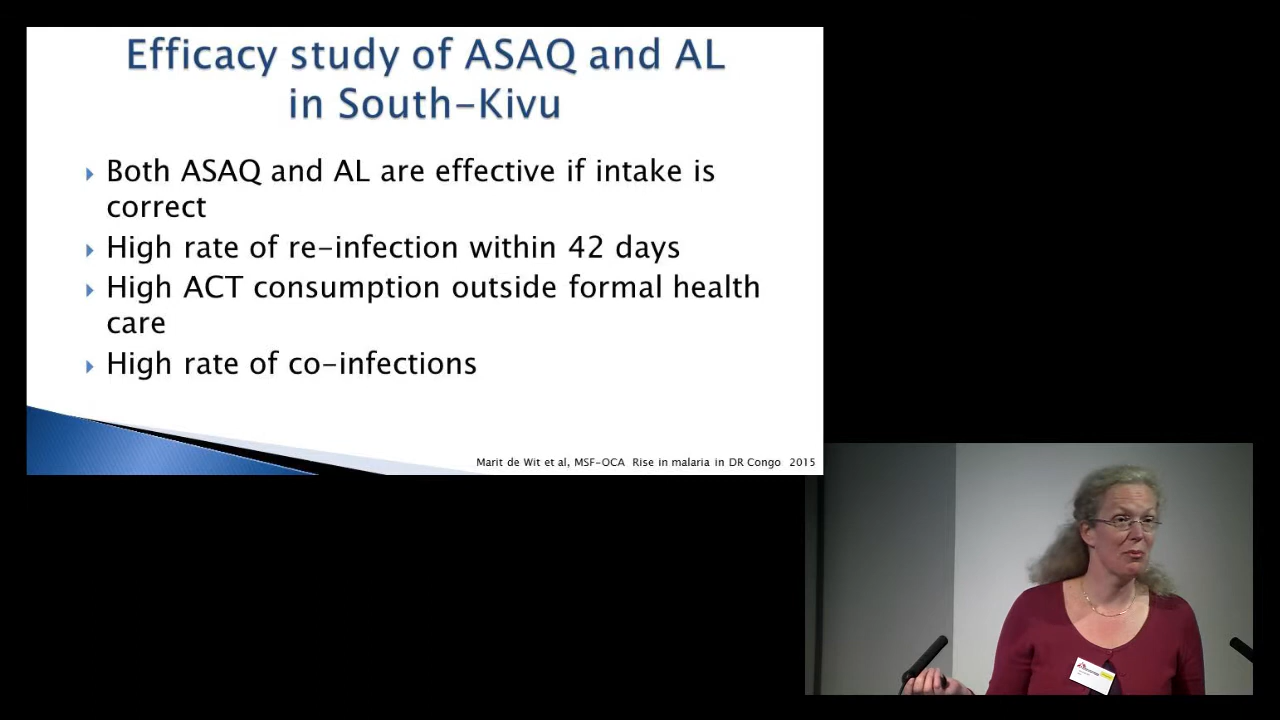 Efficacy study of ASAQ and AL
in South-Kivu
Both ASAQ and AL are effective if intake is
correct
High rate of re-infection within 42 days
High ACT consumption outside formal health
care
High rate of co-infections
Marit de Wit et al, MSF-OCA Rise in malaria in DR Congo 2015